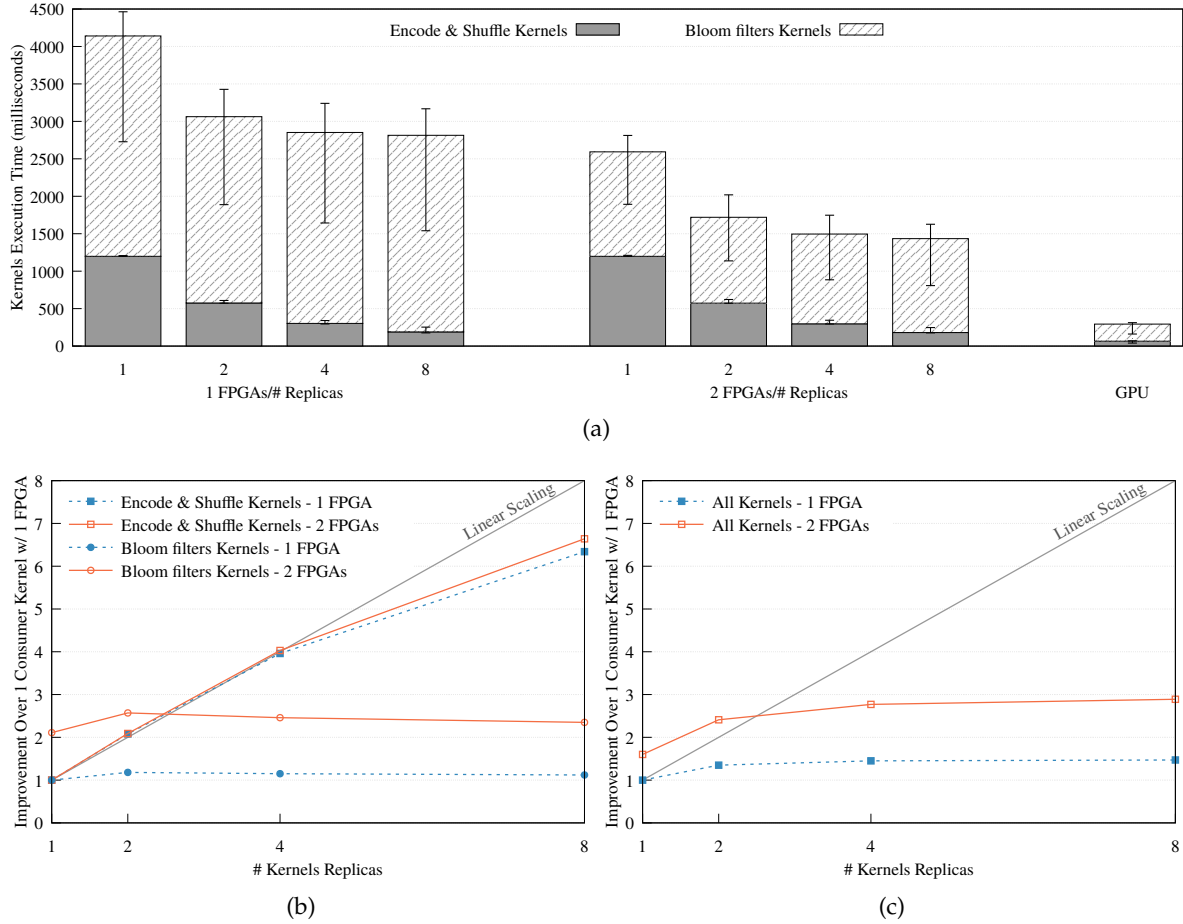 Kernels Execution Time (milliseconds)
4500
4000
3500
3000
2500
2000
1500
1000
500
0
Encode & Shuffle Kernels
Bloom filters Kernels
1 2 4 8 1 2 4 8
1 FPGAs/# Replicas 2 FPGAs/# Replicas GPU
(a)
Improvement Over 1 Consumer Kernel w/ 1 FPGA
8
7
6
5
4
3
2
1
0
Encode & Shuffle Kernels - 1 FPGA
Encode & Shuffle Kernels - 2 FPGAs
Bloom filters Kernels - 1 FPGA
Bloom filters Kernels - 2 FPGAs
Linear Scaling
1 2 4 8
# Kernels Replicas
(b)
Improvement Over 1 Consumer Kernel w/ 1 FPGA
8
7
6
5
4
3
2
1
0
All Kernels - 1 FPGA
All Kernels - 2 FPGAs
Linear Scaling
1 2 4 8
# Kernels Replicas
(c)